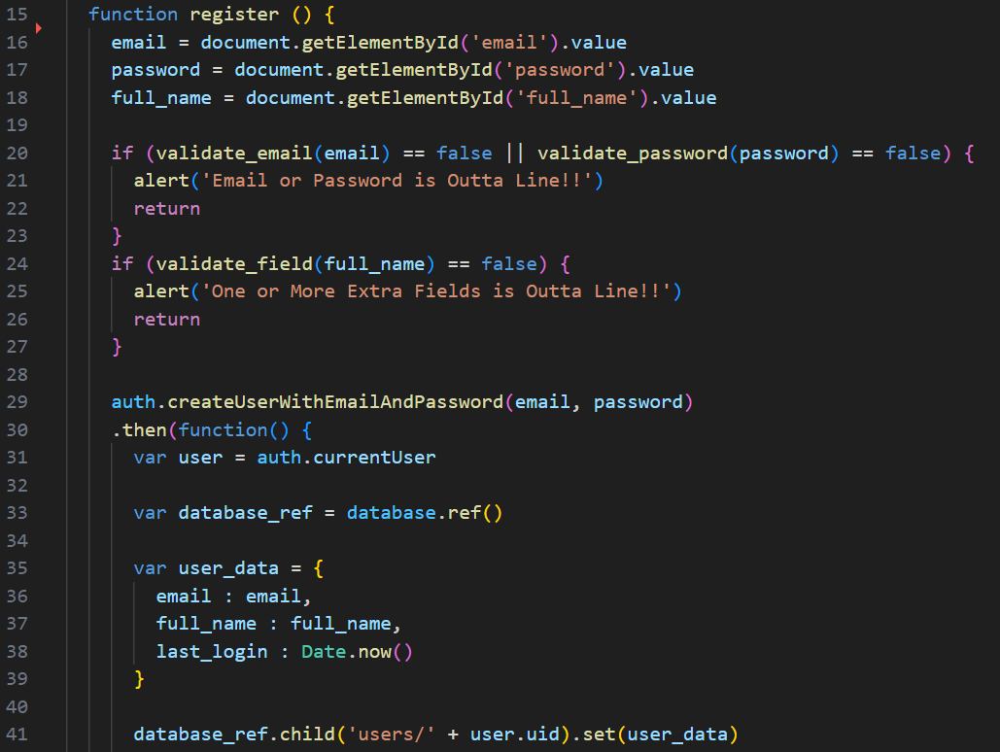 15 function register () {
16 email = document.getElementById('email').value
17 password = document.getElementById('password').value
18 full_name = document.getElementById('full_name').value
19
20 if (validate_email(email) == false || validate_password(password) == false) {
21 alert('Email or Password is Outta Line!!')
22 return
23 }
24 if (validate_field(full_name) == false) {
25 alert('One or More Extra Fields is Outta Line!!')
26 return
27 }
28
29 auth.createUserWithEmailAndPassword(email, password)
30 .then(function() {
31 var user = auth.currentUser
32
33 var database_ref = database.ref()
34
35 var user_data = {
36 email : email,
37 full_name : full_name,
38 last_login : Date.now()
39 }
40
41 database_ref.child('users/' + user.uid).set(user_data)